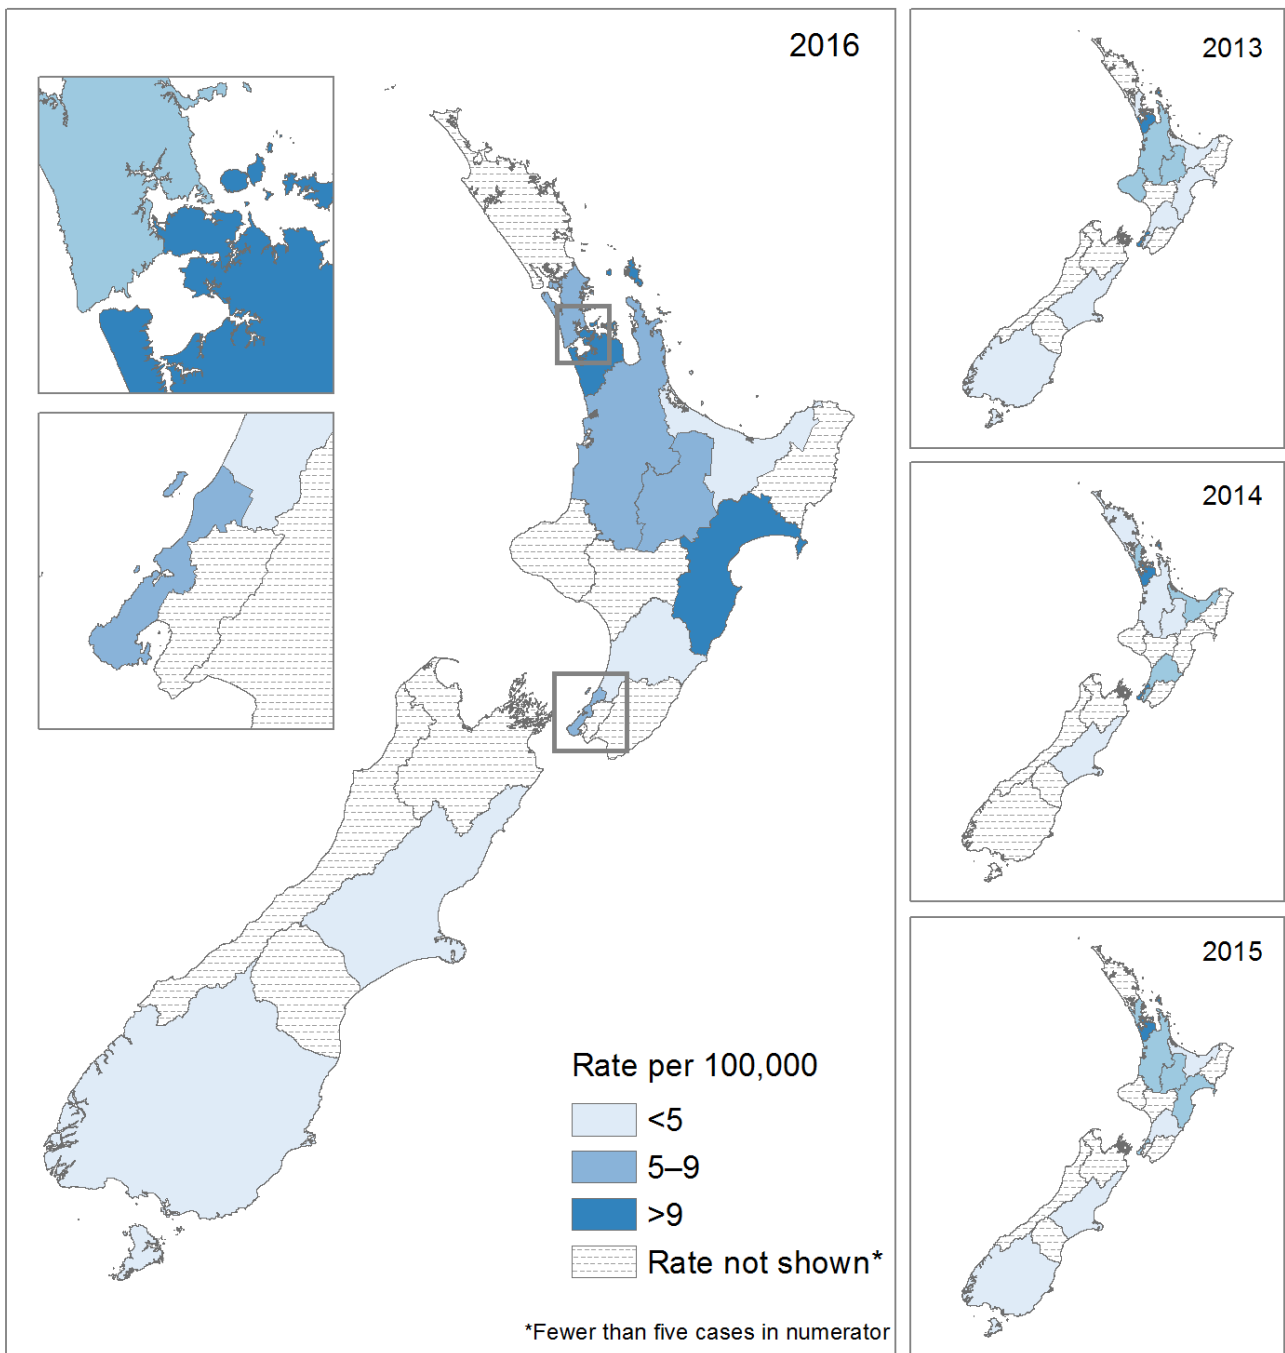 2016
2013
2014
2015
Rate per 100,000
<5
5–9
>9
Rate not shown*
*Fewer than five cases in numerator